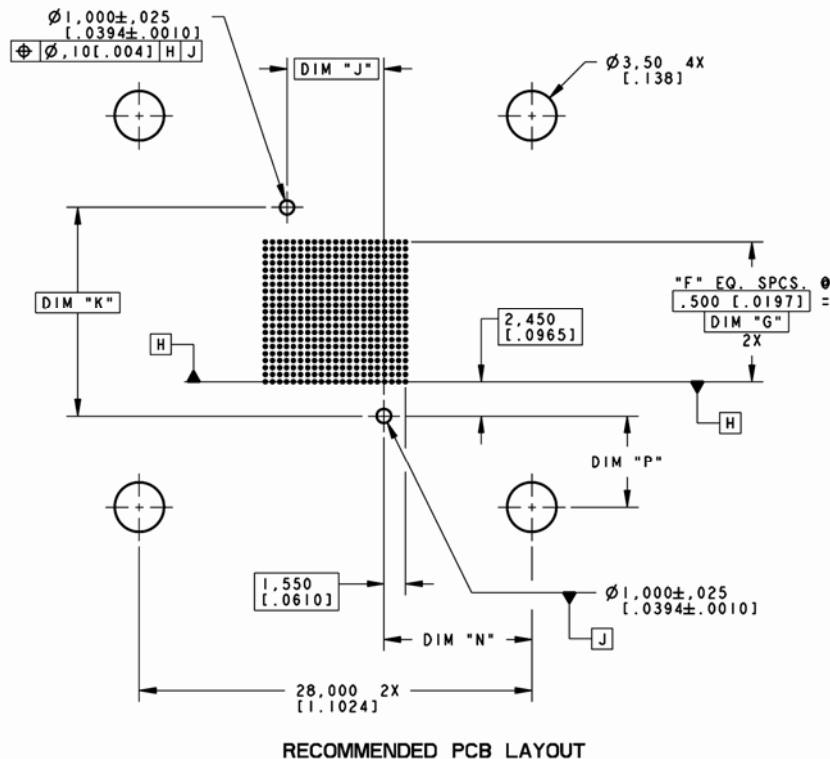 Ø1,000±,025
[.0394±.0010]
⌖ Ø,10[.004] H J
DIM "J"
Ø3,50 4X
[.138]
DIM "K"
"F" EQ. SPCS. @
.500 [.0197] =
DIM "G"
2X
2,450
[.0965]
H
H
DIM "P"
1,550
[.0610]
Ø1,000±,025
[.0394±.0010]
J
DIM "N"
28,000 2X
[1.1024]
RECOMMENDED PCB LAYOUT